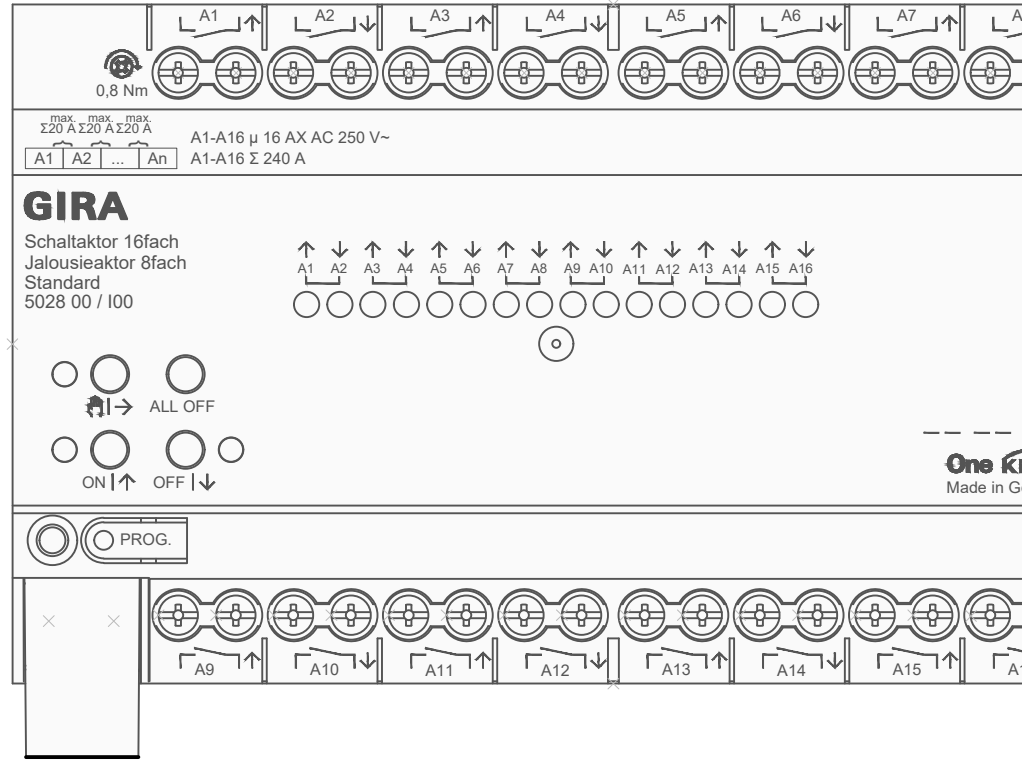 A1 A2 A3 A4 A5 A6 A7
0,8 Nm
max. max. max.
Σ20 A Σ20 A Σ20 A
A1 A2 ... An
A1-A16 µ 16 AX AC 250 V~
A1-A16 Σ 240 A
GIRA
Schaltaktor 16fach
Jalousieaktor 8fach
Standard
5028 00 / I00
A1 A2 A3 A4 A5 A6 A7 A8 A9 A10 A11 A12 A13 A14 A15 A16
ALL OFF
ON OFF
One
Made in
PROG.
A9 A10 A11 A12 A13 A14 A15